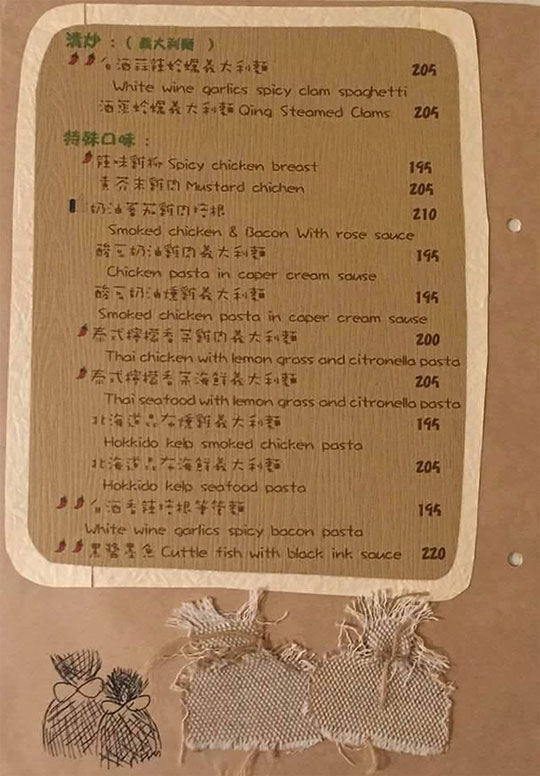 清炒：(義大利麵)
白酒蒜辣蛤蠣義大利麵 205
White wine garlics spicy clam spaghetti
酒蒸蛤蠣義大利麵 Qing Steamed Clams 205
特殊口味：
辣味雞柳 Spicy chicken breast 195
黃芥末雞肉 Mustard chichen 205
奶油蕃茄雞肉培根 210
Smoked chicken & Bacon With rose sauce
酸豆奶油雞肉義大利麵 195
Chicken pasta in caper cream sause
酸豆奶油燻雞義大利麵 195
Smoked chicken pasta in caper cream sause
泰式檸檬香菜雞肉義大利麵 200
Thai chicken with lemon grass and citronella pasta
泰式檸檬香菜海鮮義大利麵 205
Thai seafood with lemon grass and citronella pasta
北海道昆布燻雞義大利麵 195
Hokkido kelp smoked chicken pasta
北海道昆布海鮮義大利麵 205
Hokkido kelp seafood pasta
白酒香辣培根筆管麵 195
White wine garlics spicy bacon pasta
黑醬墨魚 Cuttle fish with black ink sauce 220